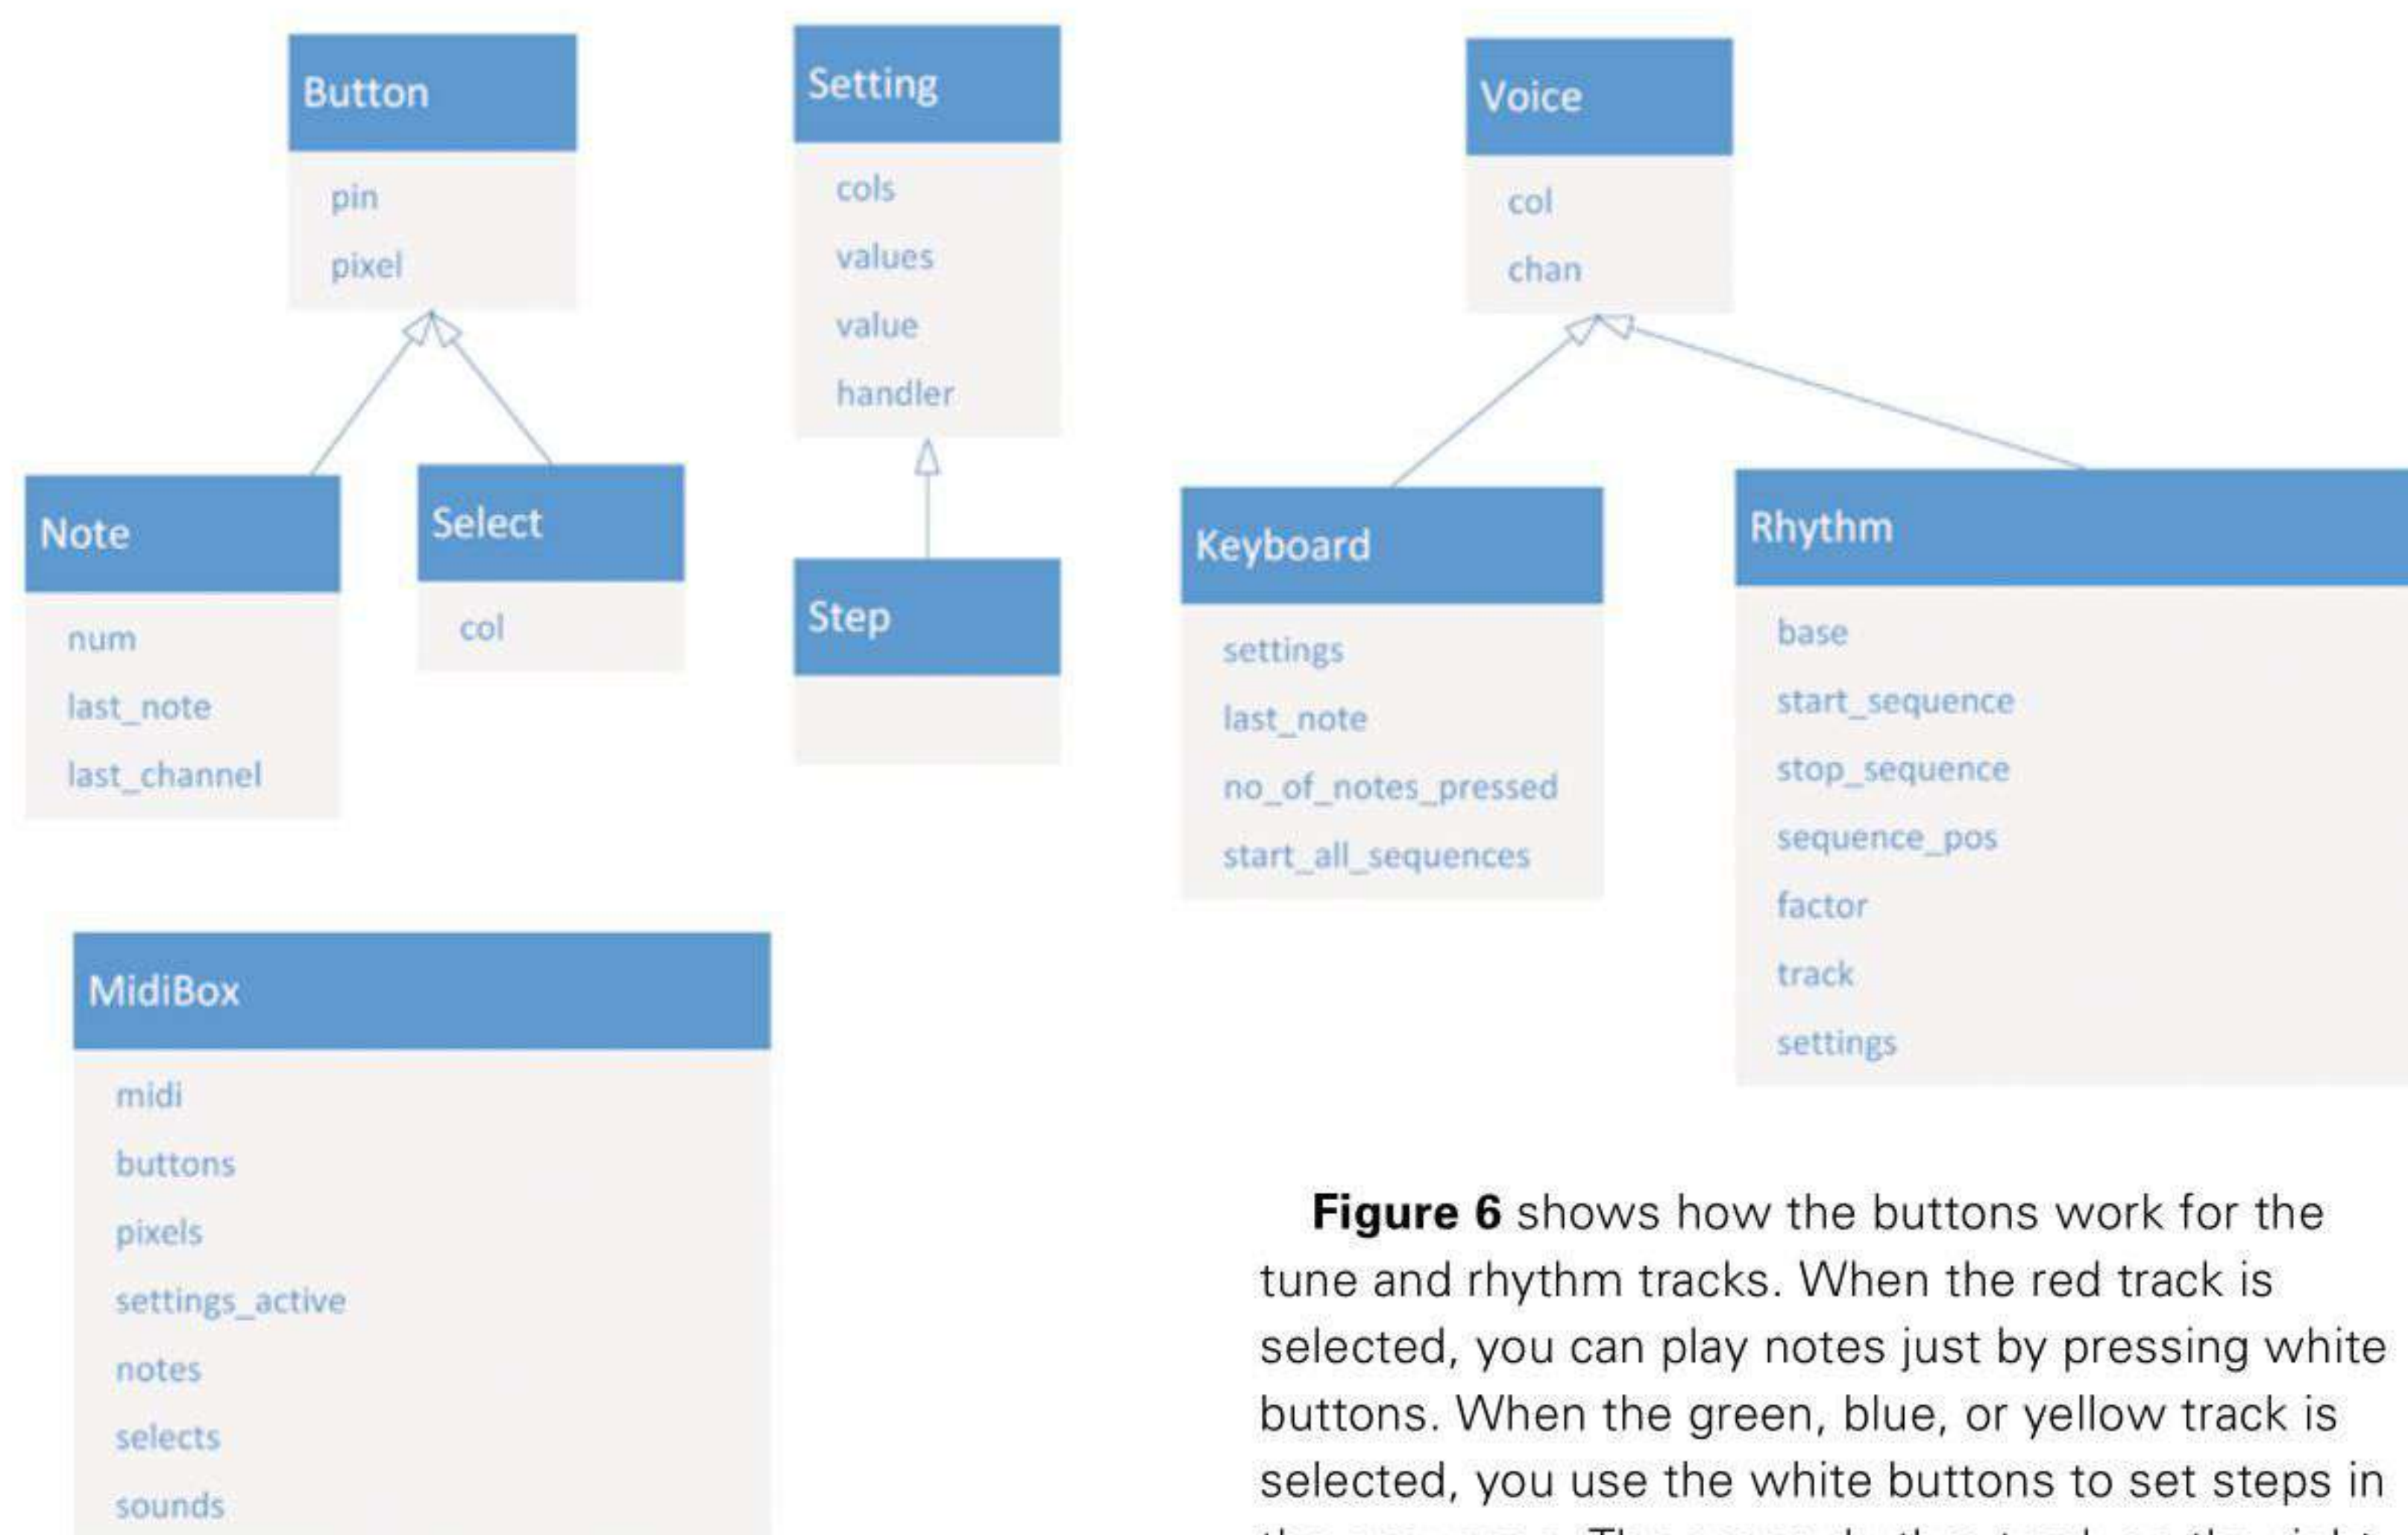 Button
pin
pixel
Setting
cols
values
value
handler
Voice
col
chan
Note
num
last_note
last_channel
Select
col
Step
Keyboard
settings
last_note
no_of_notes_pressed
start_all_sequences
Rhythm
base
start_sequence
stop_sequence
sequence_pos
factor
track
settings
MidiBox
midi
buttons
pixels
settings_active
notes
selects
sounds
Figure 6 shows how the buttons work for the
tune and rhythm tracks. When the red track is
selected, you can play notes just by pressing white
buttons. When the green, blue, or yellow track is
selected, you use the white buttons to set steps in